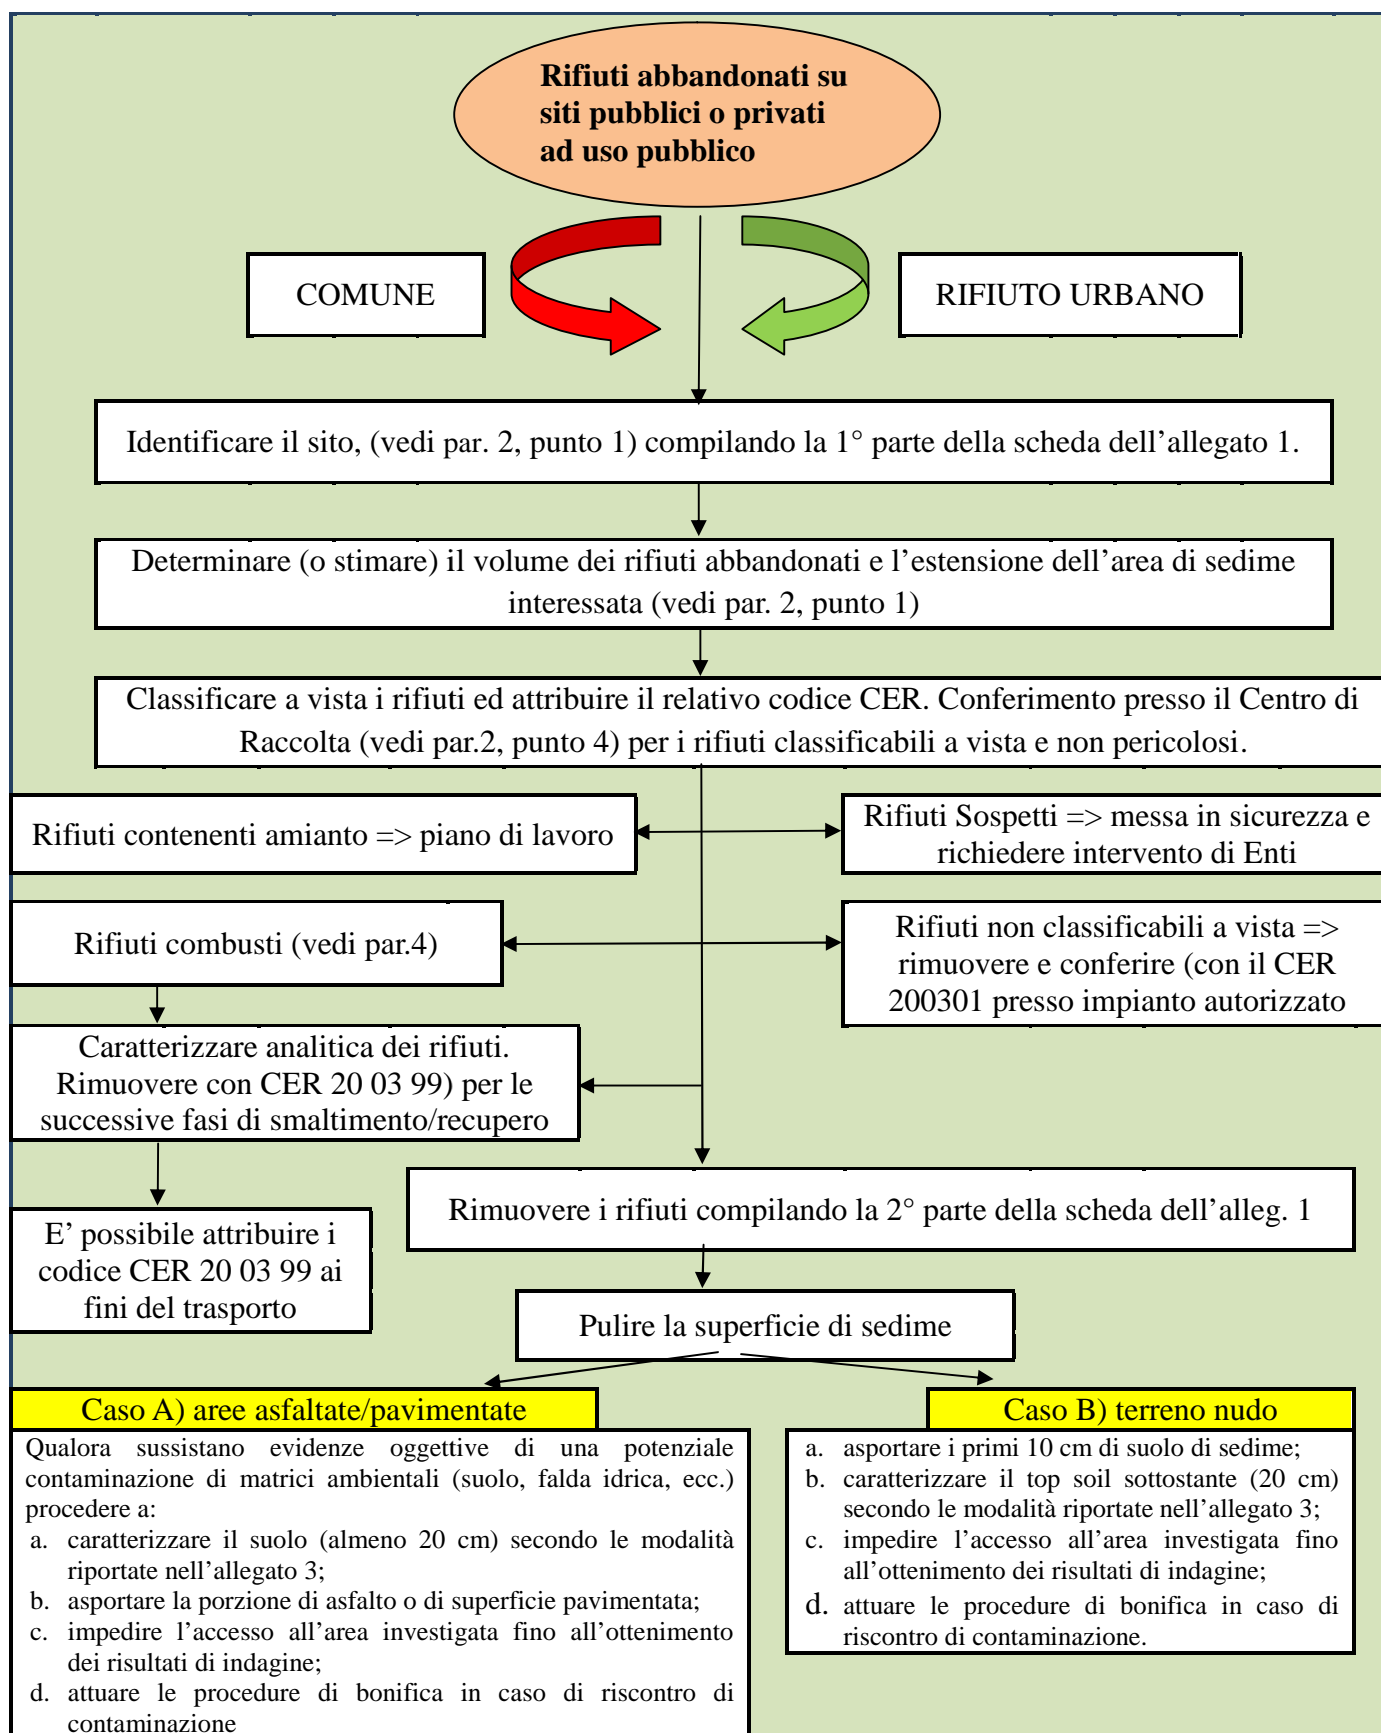 Rifiuti abbandonati su
siti pubblici o privati
ad uso pubblico
COMUNE
RIFIUTO URBANO
Identificare il sito, (vedi par. 2, punto 1) compilando la 1° parte della scheda dell’allegato 1.
Determinare (o stimare) il volume dei rifiuti abbandonati e l’estensione dell’area di sedime
interessata (vedi par. 2, punto 1)
Classificare a vista i rifiuti ed attribuire il relativo codice CER. Conferimento presso il Centro di
Raccolta (vedi par.2, punto 4) per i rifiuti classificabili a vista e non pericolosi.
Rifiuti contenenti amianto => piano di lavoro
Rifiuti Sospetti => messa in sicurezza e
richiedere intervento di Enti
Rifiuti combusti (vedi par.4)
Rifiuti non classificabili a vista =>
rimuovere e conferire (con il CER
200301 presso impianto autorizzato
Caratterizzare analitica dei rifiuti.
Rimuovere con CER 20 03 99) per le
successive fasi di smaltimento/recupero
Rimuovere i rifiuti compilando la 2° parte della scheda dell’alleg. 1
E’ possibile attribuire i
codice CER 20 03 99 ai
fini del trasporto
Pulire la superficie di sedime
Caso A) aree asfaltate/pavimentate
Qualora sussistano evidenze oggettive di una potenziale
contaminazione di matrici ambientali (suolo, falda idrica, ecc.)
procedere a:
a. caratterizzare il suolo (almeno 20 cm) secondo le modalità
riportate nell’allegato 3;
b. asportare la porzione di asfalto o di superficie pavimentata;
c. impedire l’accesso all’area investigata fino all’ottenimento
dei risultati di indagine;
d. attuare le procedure di bonifica in caso di riscontro di
contaminazione
Caso B) terreno nudo
a. asportare i primi 10 cm di suolo di sedime;
b. caratterizzare il top soil sottostante (20 cm)
secondo le modalità riportate nell’allegato 3;
c. impedire l’accesso all’area investigata fino
all’ottenimento dei risultati di indagine;
d. attuare le procedure di bonifica in caso di
riscontro di contaminazione.